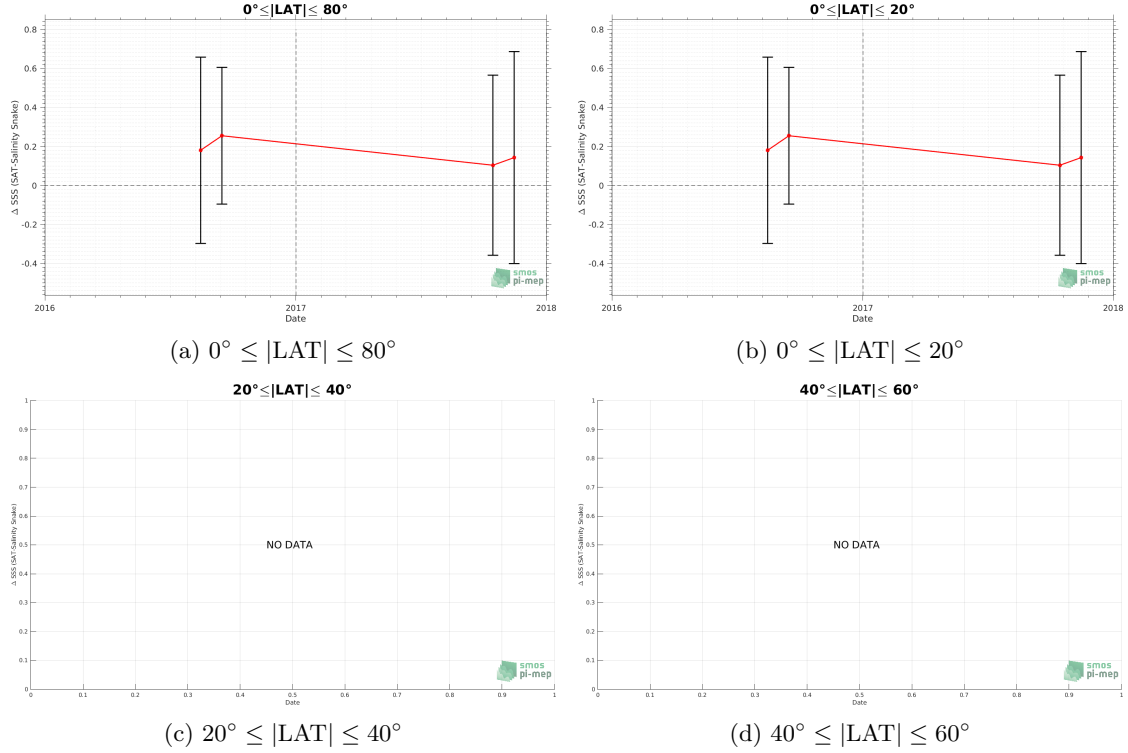 0°≤|LAT|≤ 80°
Δ SSS (SAT-Salinity Snake)
0.8
0.6
0.4
0.2
0
-0.2
-0.4
2016
2017
2018
Date
smos
pi-mep
(a) 0° ≤ |LAT| ≤ 80°
0°≤|LAT|≤ 20°
Δ SSS (SAT-Salinity Snake)
0.8
0.6
0.4
0.2
0
-0.2
-0.4
2016
2017
2018
Date
smos
pi-mep
(b) 0° ≤ |LAT| ≤ 20°
20°≤|LAT|≤ 40°
Δ SSS (SAT-Salinity Snake)
1
0.9
0.8
0.7
0.6
0.5
0.4
0.3
0.2
0.1
0
NO DATA
0 0.1 0.2 0.3 0.4 0.5 0.6 0.7 0.8 0.9 1
Date
smos
pi-mep
(c) 20° ≤ |LAT| ≤ 40°
40°≤|LAT|≤ 60°
Δ SSS (SAT-Salinity Snake)
1
0.9
0.8
0.7
0.6
0.5
0.4
0.3
0.2
0.1
0
NO DATA
0 0.1 0.2 0.3 0.4 0.5 0.6 0.7 0.8 0.9 1
Date
smos
pi-mep
(d) 40° ≤ |LAT| ≤ 60°